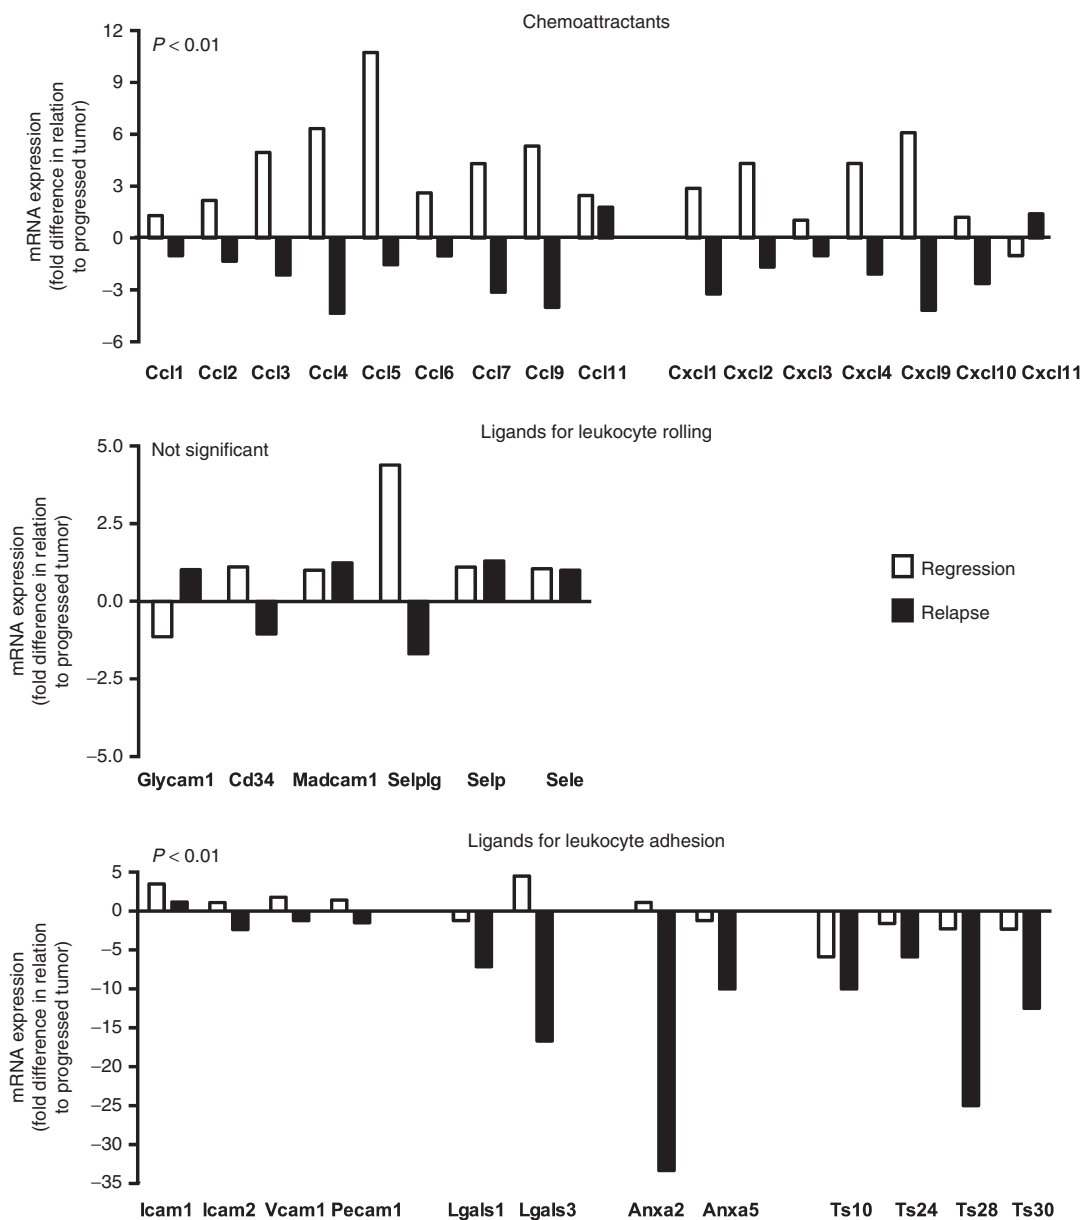 Chemoattractants
P < 0.01
mRNA expression
(fold difference in relation
to progressed tumor)
12
9
6
3
0
–3
–6
Ccl1 Ccl2 Ccl3 Ccl4 Ccl5 Ccl6 Ccl7 Ccl9 Ccl11 Cxcl1 Cxcl2 Cxcl3 Cxcl4 Cxcl9 Cxcl10 Cxcl11
Ligands for leukocyte rolling
Not significant
mRNA expression
(fold difference in relation
to progressed tumor)
5.0
2.5
0.0
–2.5
–5.0
Glycam1 Cd34 Madcam1 Selplg Selp Sele
Regression
Relapse
Ligands for leukocyte adhesion
P < 0.01
mRNA expression
(fold difference in relation
to progressed tumor)
5
0
–5
–10
–15
–20
–25
–30
–35
Icam1 Icam2 Vcam1 Pecam1 Lgals1 Lgals3 Anxa2 Anxa5 Ts10 Ts24 Ts28 Ts30